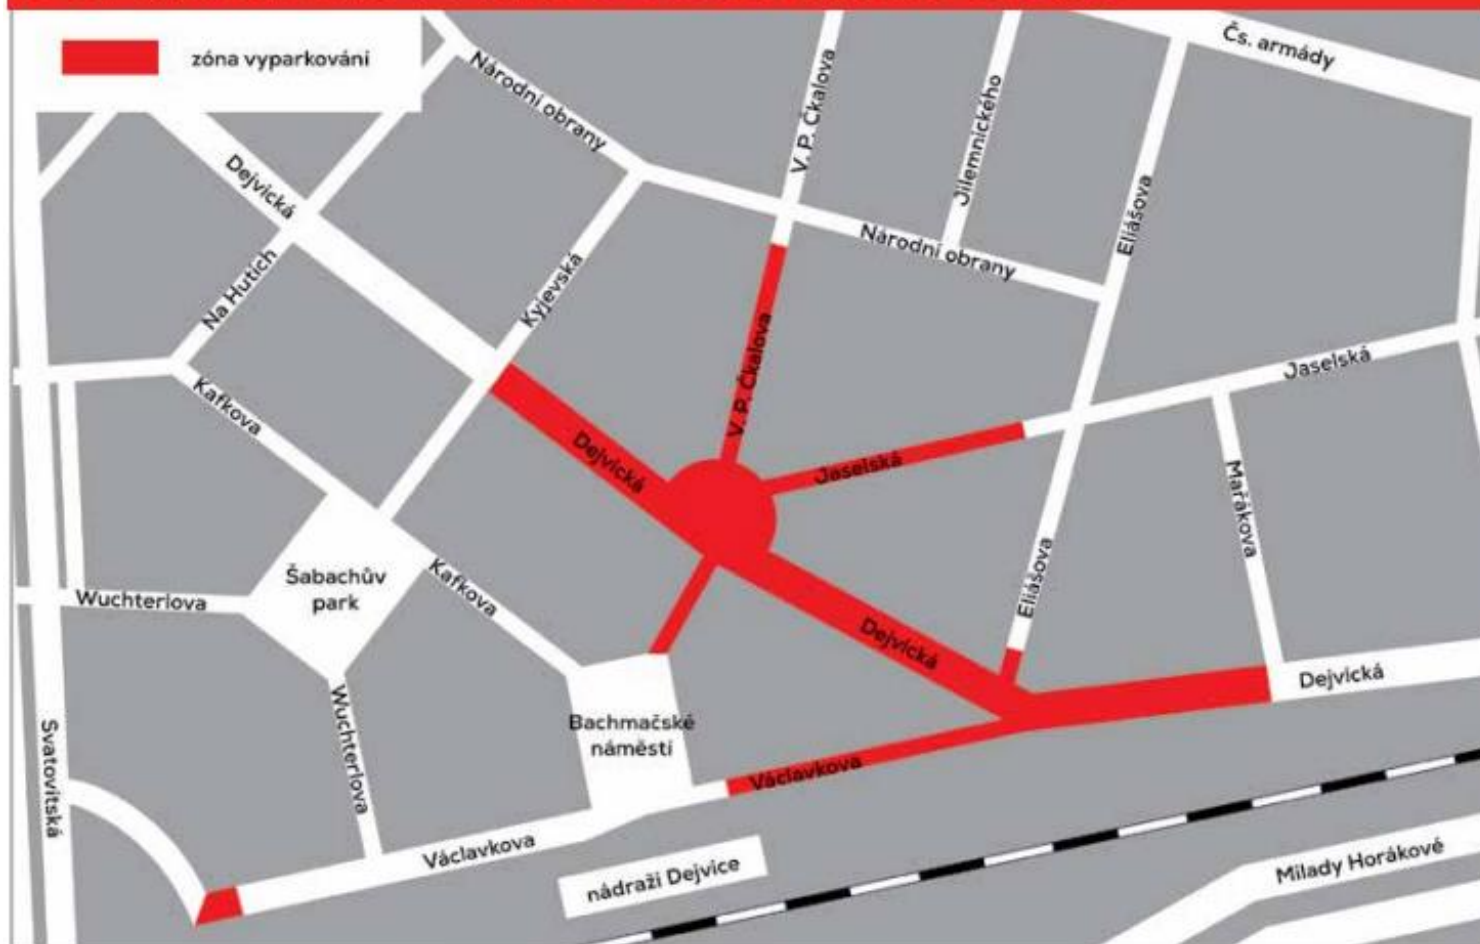 zóna vyparkování
Čs. armády
Národní obrany
V. P. Čkalova
Jilemnického
Dejvická
Eliášova
Národní obrany
Na Hutích
Kyjevská
V. P. Čkalova
Jaselská
Kafkova
Dejvická
Jaselská
Mařákova
Šabachův
park
Kafkova
Eliášova
Wuchterlova
Dejvická
Dejvická
Wuchterlova
Bachmačské
náměstí
Svatovítská
Václavkova
Václavkova
nádraží Dejvice
Milady Horákové